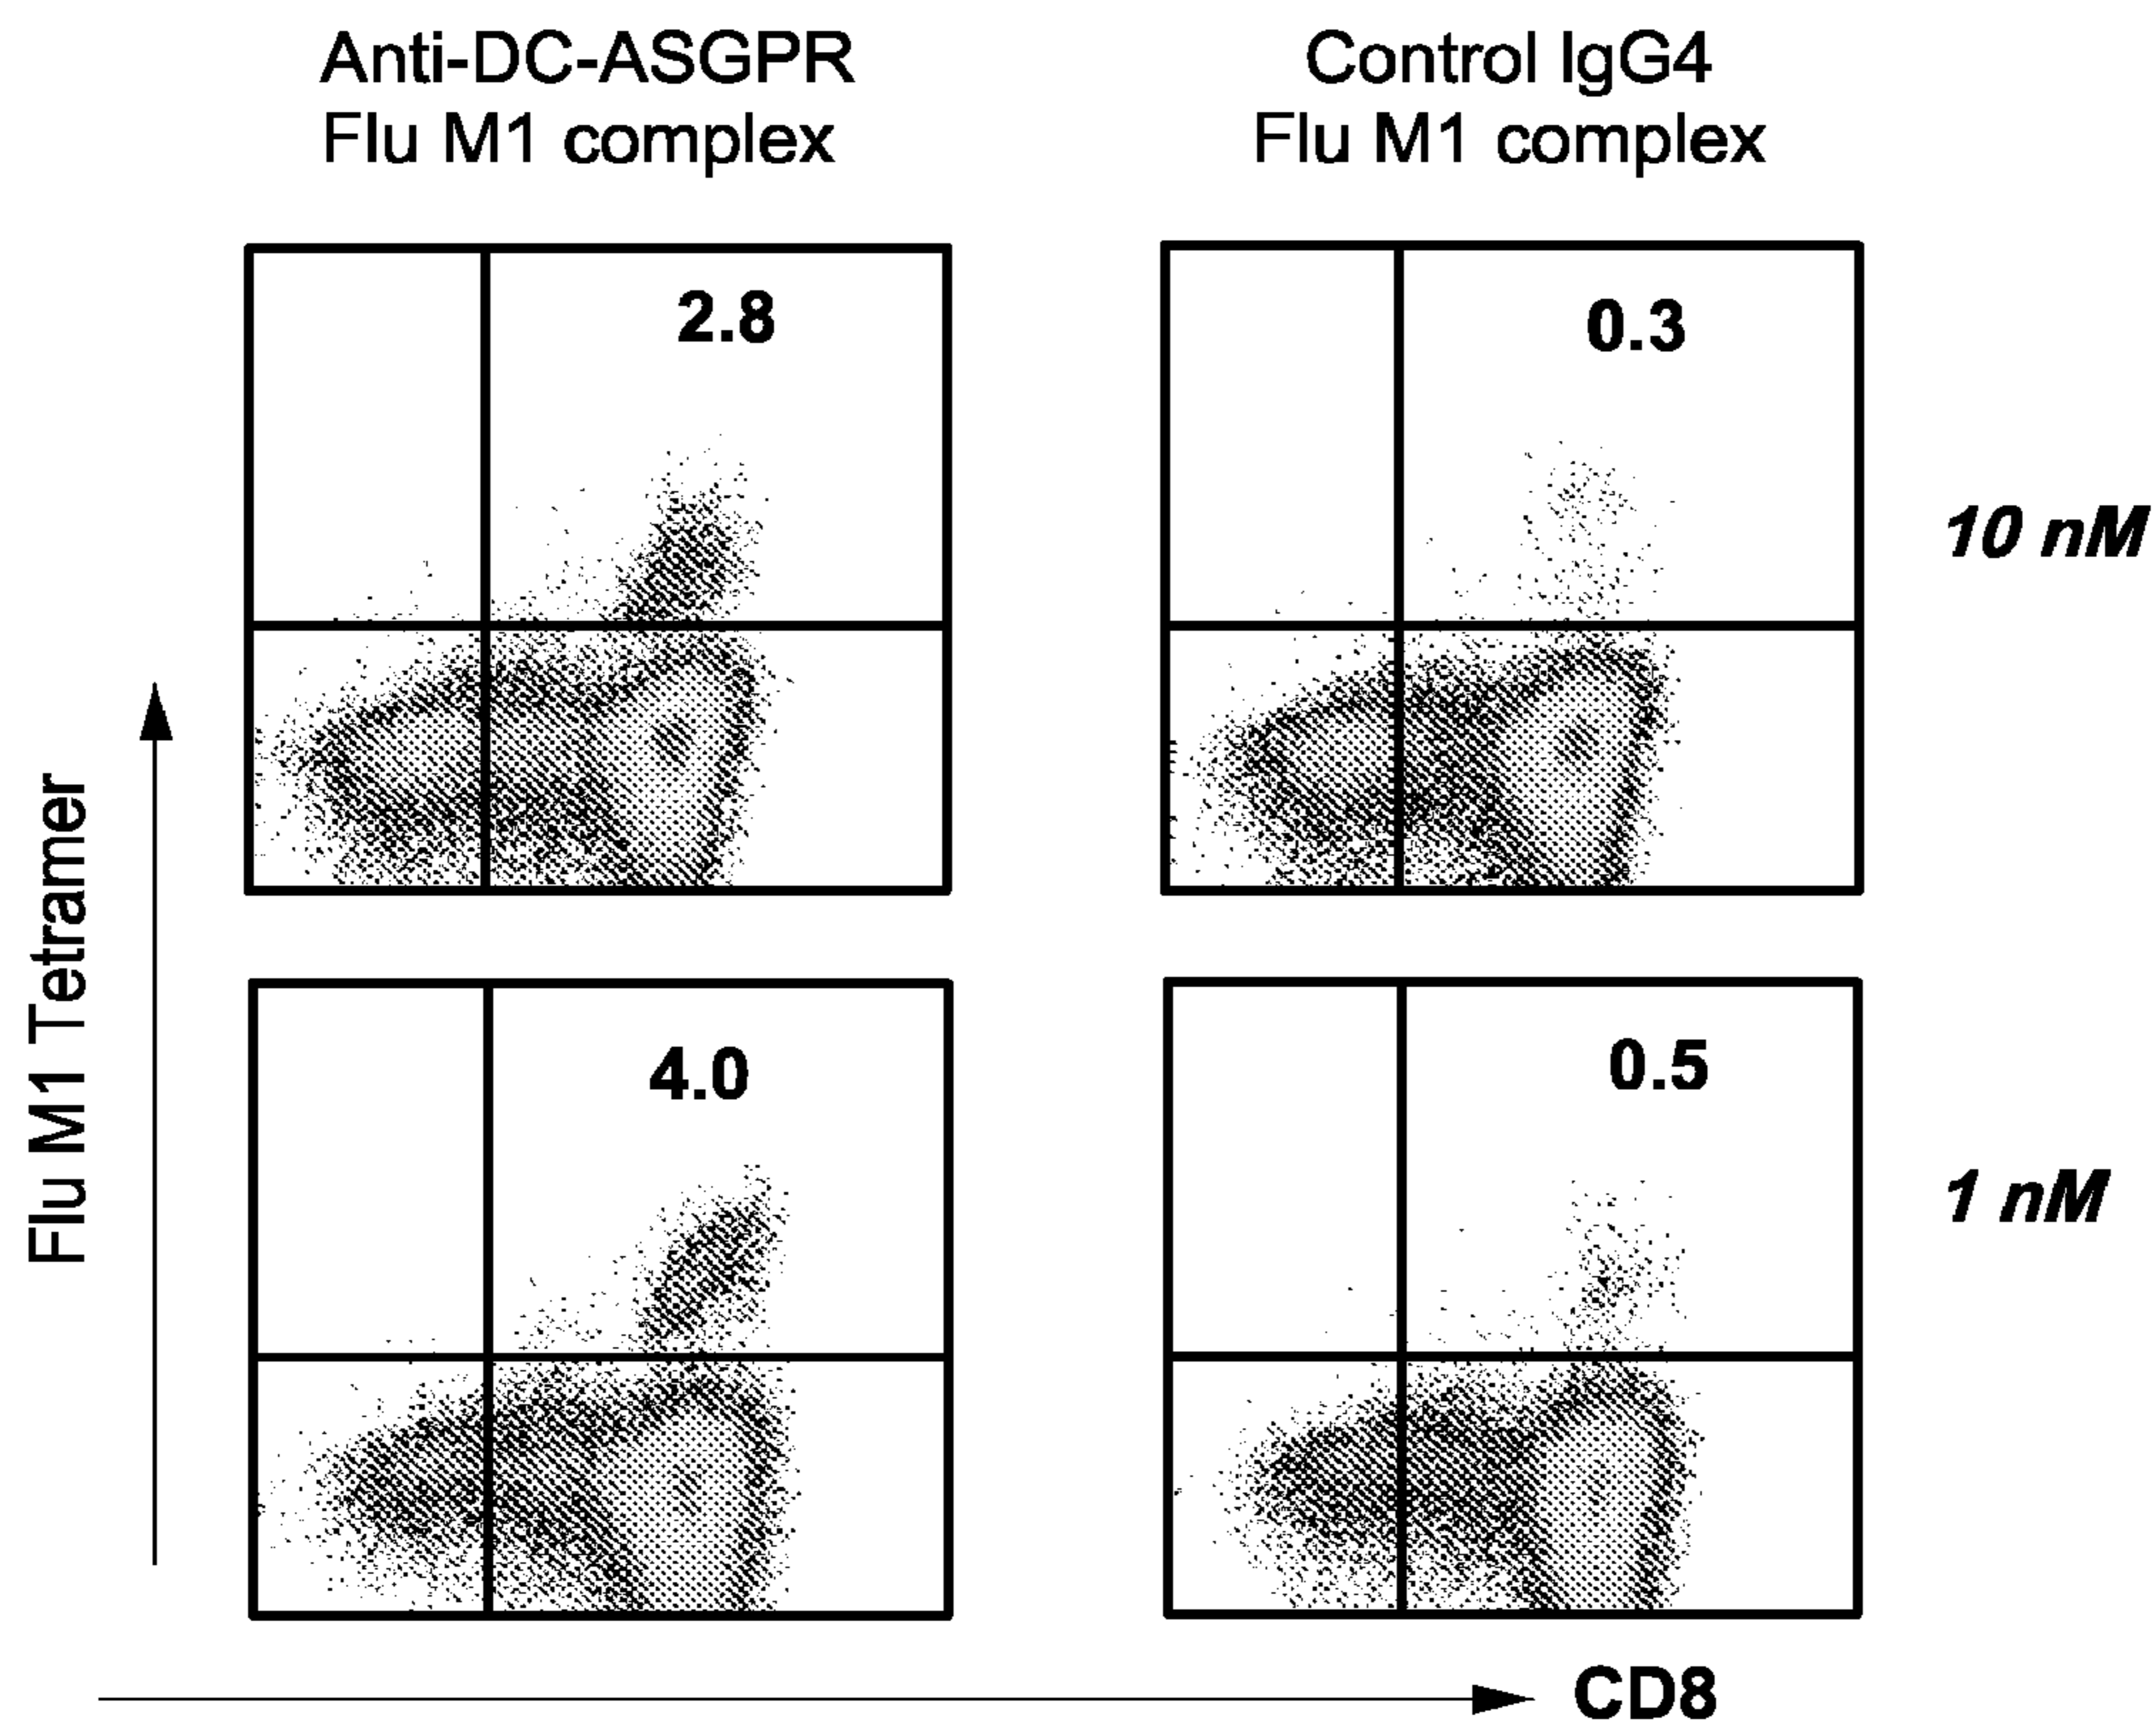 Anti-DC-ASGPR
Flu M1 complex
Control IgG4
Flu M1 complex
2.8
0.3
10 nM
4.0
0.5
1 nM
Flu M1 Tetramer
CD8